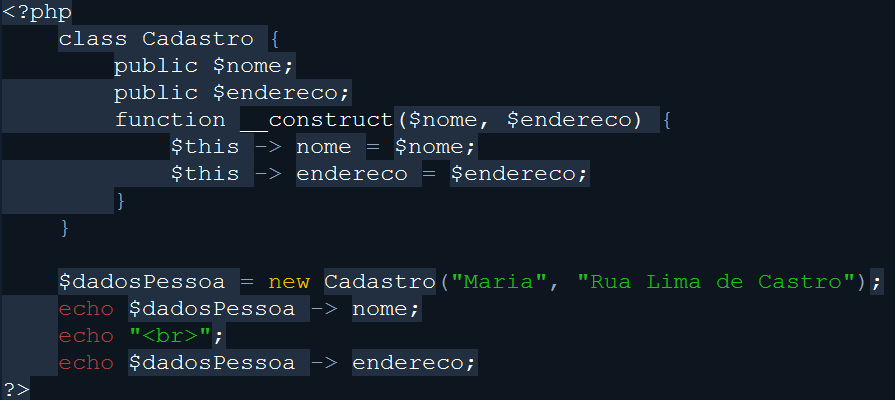 <?php
    class Cadastro {
        public $nome;
        public $endereco;
        function __construct($nome, $endereco) {
            $this -> nome = $nome;
            $this -> endereco = $endereco;
        }
    }

    $dadosPessoa = new Cadastro("Maria", "Rua Lima de Castro");
    echo $dadosPessoa -> nome;
    echo "<br>";
    echo $dadosPessoa -> endereco;
?>